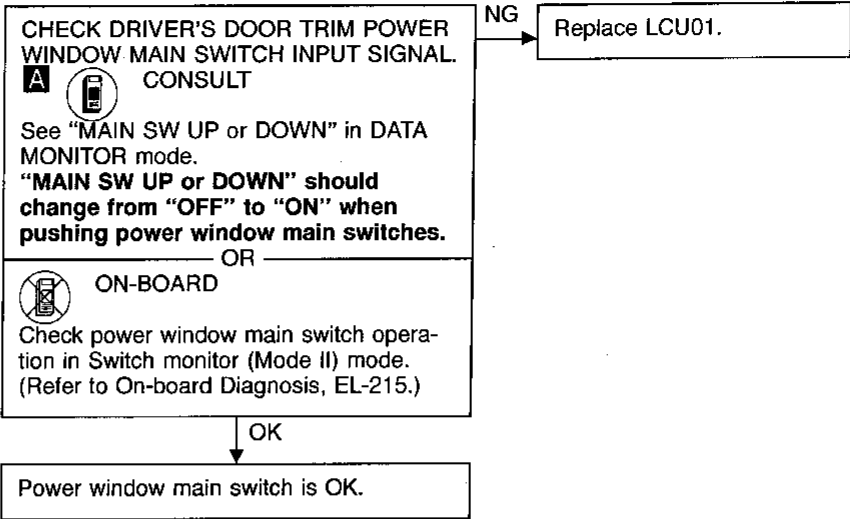 CHECK DRIVER'S DOOR TRIM POWER
WINDOW MAIN SWITCH INPUT SIGNAL.
A CONSULT
See "MAIN SW UP or DOWN" in DATA
MONITOR mode.
"MAIN SW UP or DOWN" should
change from "OFF" to "ON" when
pushing power window main switches.
OR
ON-BOARD
Check power window main switch opera-
tion in Switch monitor (Mode II) mode.
(Refer to On-board Diagnosis, EL-215.)
NG
Replace LCU01.
OK
Power window main switch is OK.